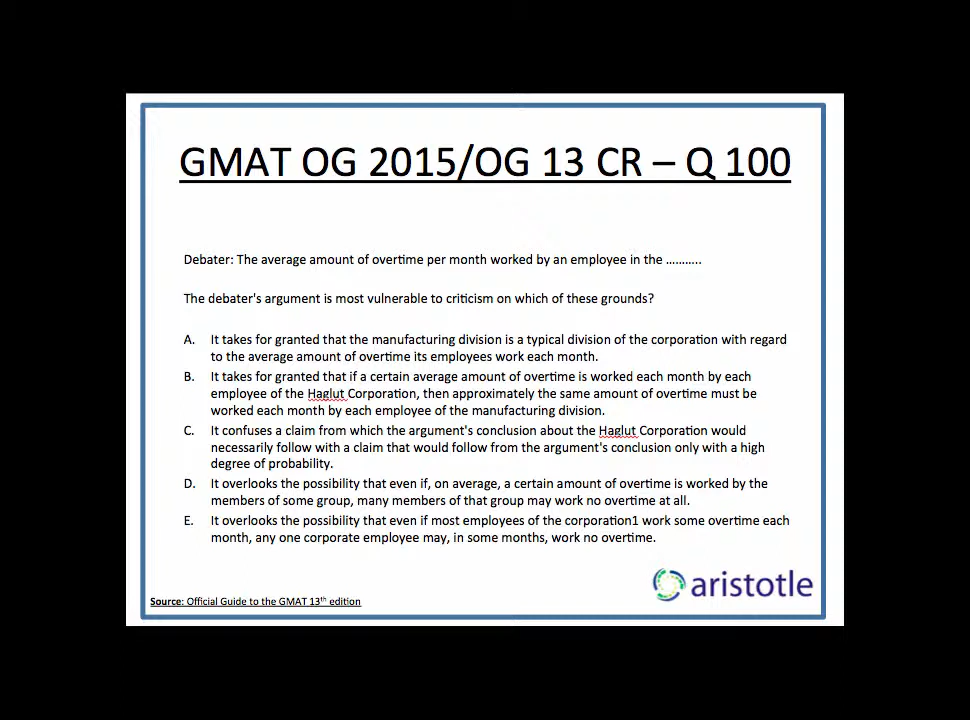 GMAT OG 2015/OG 13 CR – Q 100
Debater: The average amount of overtime per month worked by an employee in the ...........
The debater's argument is most vulnerable to criticism on which of these grounds?
A. It takes for granted that the manufacturing division is a typical division of the corporation with regard
to the average amount of overtime its employees work each month.
B. It takes for granted that if a certain average amount of overtime is worked each month by each
employee of the Haglut Corporation, then approximately the same amount of overtime must be
worked each month by each employee of the manufacturing division.
C. It confuses a claim from which the argument's conclusion about the Haglut Corporation would
necessarily follow with a claim that would follow from the argument's conclusion only with a high
degree of probability.
D. It overlooks the possibility that even if, on average, a certain amount of overtime is worked by the
members of some group, many members of that group may work no overtime at all.
E. It overlooks the possibility that even if most employees of the corporation1 work some overtime each
month, any one corporate employee may, in some months, work no overtime.
aristotle
Source: Official Guide to the GMAT 13th edition